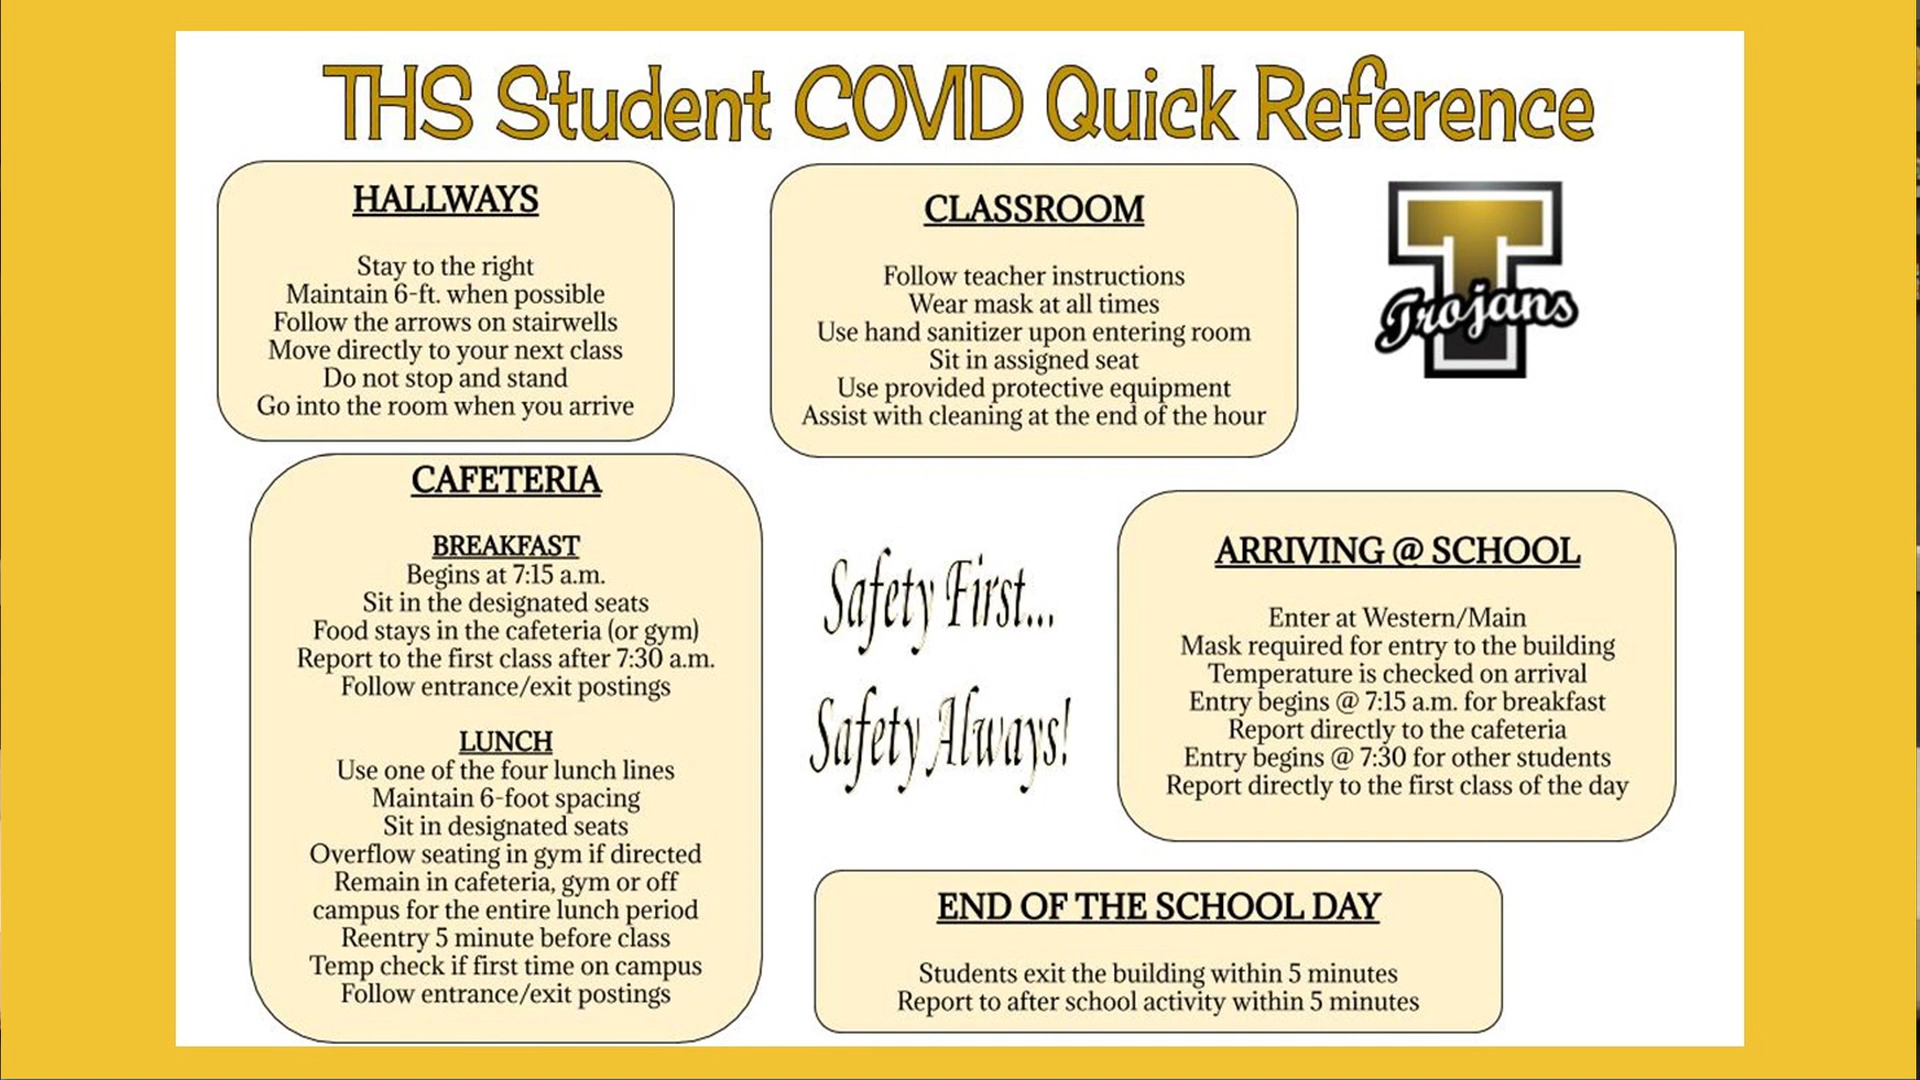 THS Student COVID Quick Reference
HALLWAYS
Stay to the right
Maintain 6-ft. when possible
Follow the arrows on stairwells
Move directly to your next class
Do not stop and stand
Go into the room when you arrive
CLASSROOM
Follow teacher instructions
Wear mask at all times
Use hand sanitizer upon entering room
Sit in assigned seat
Use provided protective equipment
Assist with cleaning at the end of the hour
T
Trojans
CAFETERIA
BREAKFAST
Begins at 7:15 a.m.
Sit in the designated seats
Food stays in the cafeteria (or gym)
Report to the first class after 7:30 a.m.
Follow entrance/exit postings
LUNCH
Use one of the four lunch lines
Maintain 6-foot spacing
Sit in designated seats
Overflow seating in gym if directed
Remain in cafeteria, gym or off
campus for the entire lunch period
Reentry 5 minute before class
Temp check if first time on campus
Follow entrance/exit postings
Safety First...
Safety Always!
ARRIVING @ SCHOOL
Enter at Western/Main
Mask required for entry to the building
Temperature is checked on arrival
Entry begins @ 7:15 a.m. for breakfast
Report directly to the cafeteria
Entry begins @ 7:30 for other students
Report directly to the first class of the day
END OF THE SCHOOL DAY
Students exit the building within 5 minutes
Report to after school activity within 5 minutes